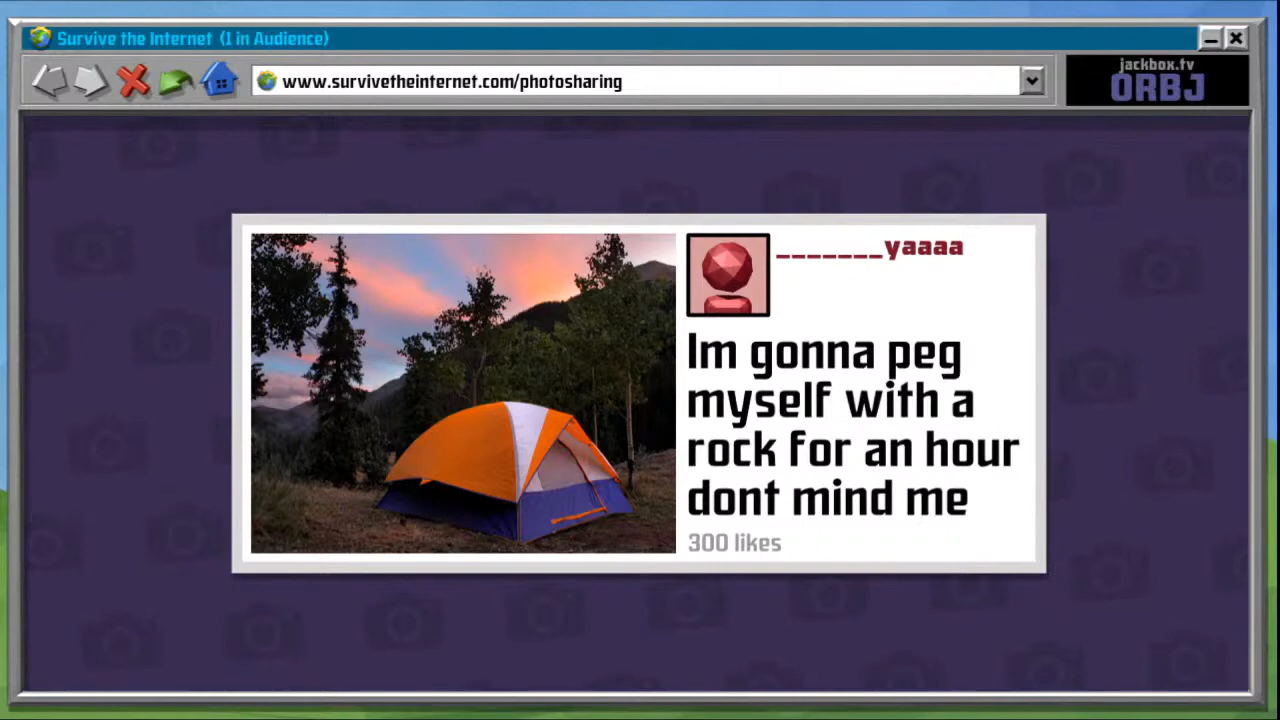 Survive the Internet (1 in Audience)
www.survivetheinternet.com/photosharing
jackbox.tv
ORBJ
_______yaaaa
Im gonna peg
myself with a
rock for an hour
dont mind me
300 likes